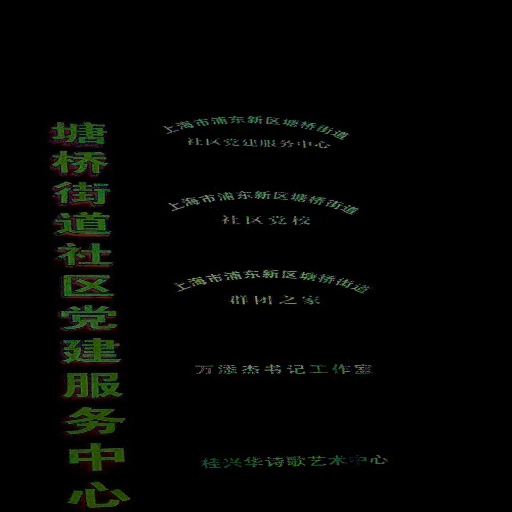 塘桥街道社区党建服务中心
上海市浦东新区塘桥街道
社区党建服务中心
上海市浦东新区塘桥街道
社区党校
上海市浦东新区塘桥街道
群团之家
万添杰书记工作室
桂兴华诗歌艺术中心